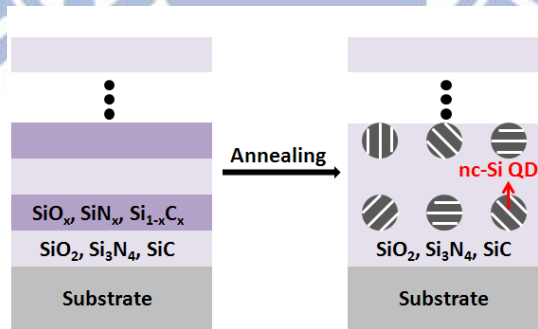 Annealing
nc-Si QD
SiOₓ, SiNₓ, Si₁₋ₓCₓ
SiO₂, Si₃N₄, SiC
Substrate
SiO₂, Si₃N₄, SiC
Substrate